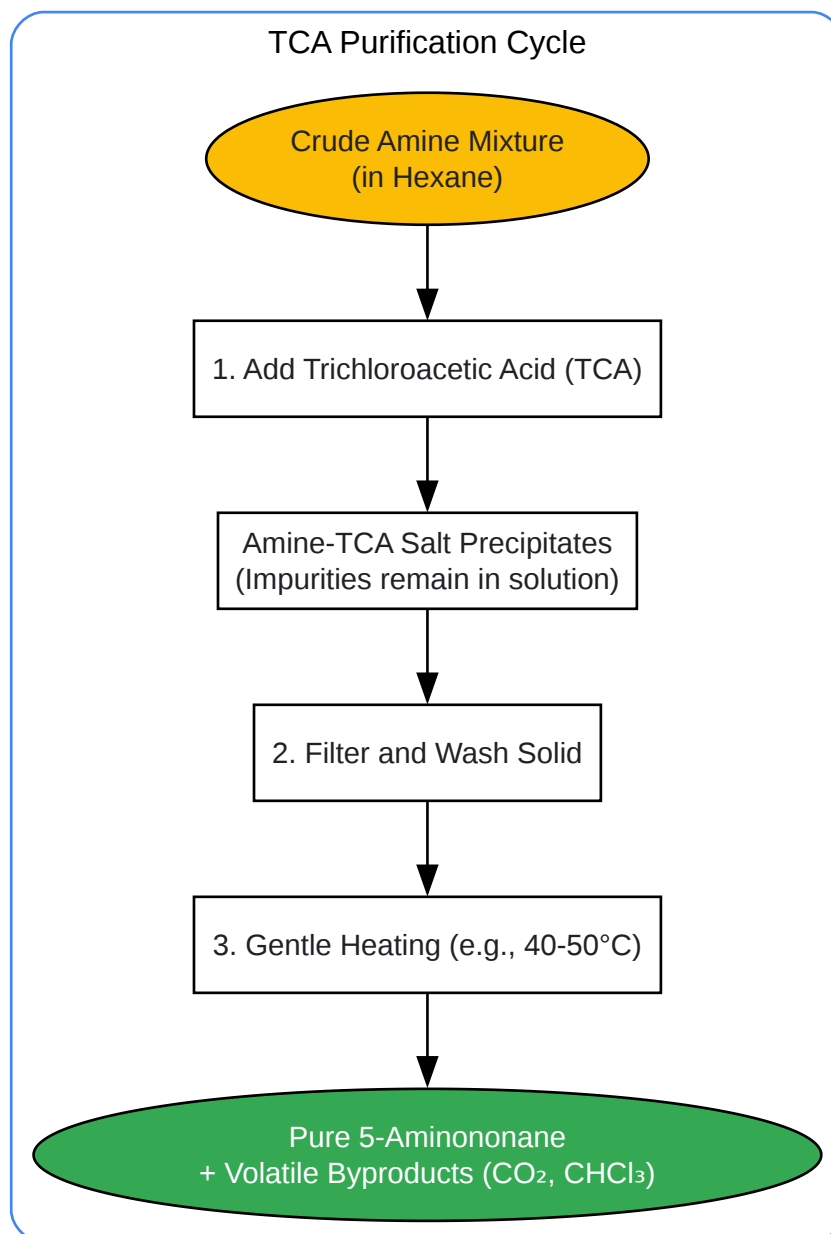 TCA Purification Cycle
Crude Amine Mixture
(in Hexane)
1. Add Trichloroacetic Acid (TCA)
Amine-TCA Salt Precipitates
(Impurities remain in solution)
2. Filter and Wash Solid
3. Gentle Heating (e.g., 40-50°C)
Pure 5-Aminononane
+ Volatile Byproducts (CO₂, CHCl₃)